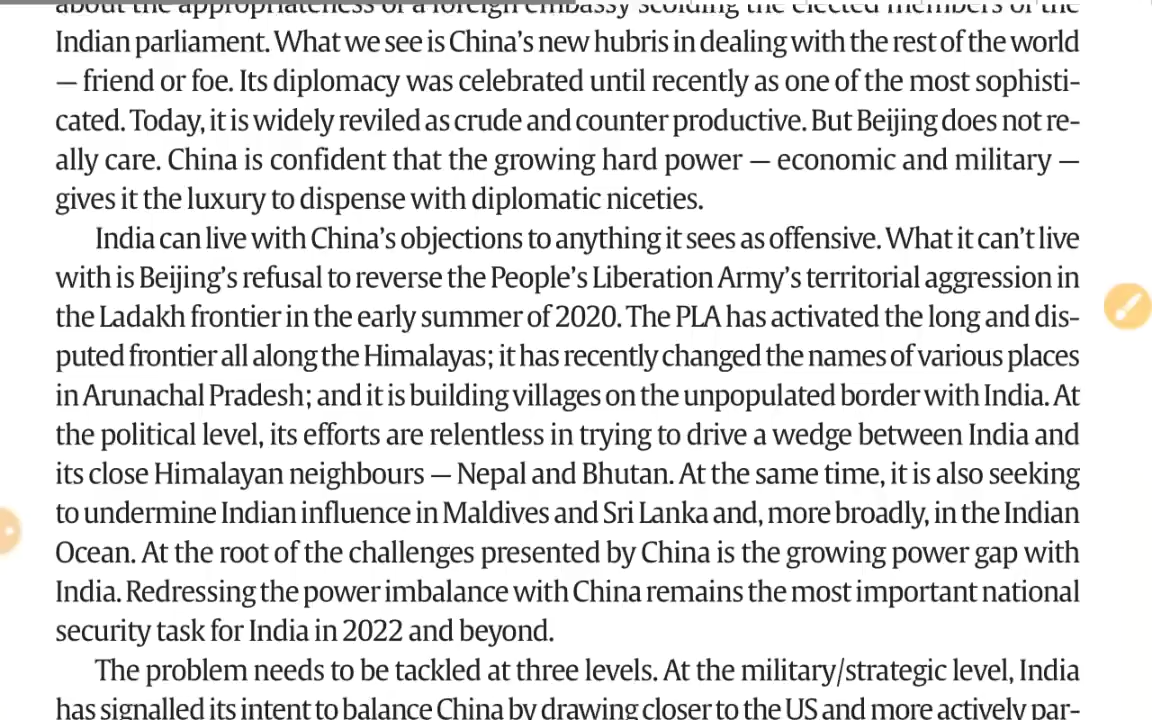 about the appropriateness of a foreign embassy scolding the elected members of the
Indian parliament. What we see is China’s new hubris in dealing with the rest of the world
— friend or foe. Its diplomacy was celebrated until recently as one of the most sophisti-
cated. Today, it is widely reviled as crude and counter productive. But Beijing does not re-
ally care. China is confident that the growing hard power — economic and military —
gives it the luxury to dispense with diplomatic niceties.
India can live with China’s objections to anything it sees as offensive. What it can’t live
with is Beijing’s refusal to reverse the People’s Liberation Army’s territorial aggression in
the Ladakh frontier in the early summer of 2020. The PLA has activated the long and dis-
puted frontier all along the Himalayas; it has recently changed the names of various places
in Arunachal Pradesh; and it is building villages on the unpopulated border with India. At
the political level, its efforts are relentless in trying to drive a wedge between India and
its close Himalayan neighbours — Nepal and Bhutan. At the same time, it is also seeking
to undermine Indian influence in Maldives and Sri Lanka and, more broadly, in the Indian
Ocean. At the root of the challenges presented by China is the growing power gap with
India. Redressing the power imbalance with China remains the most important national
security task for India in 2022 and beyond.
The problem needs to be tackled at three levels. At the military/strategic level, India
has signalled its intent to balance China by drawing closer to the US and more actively par-